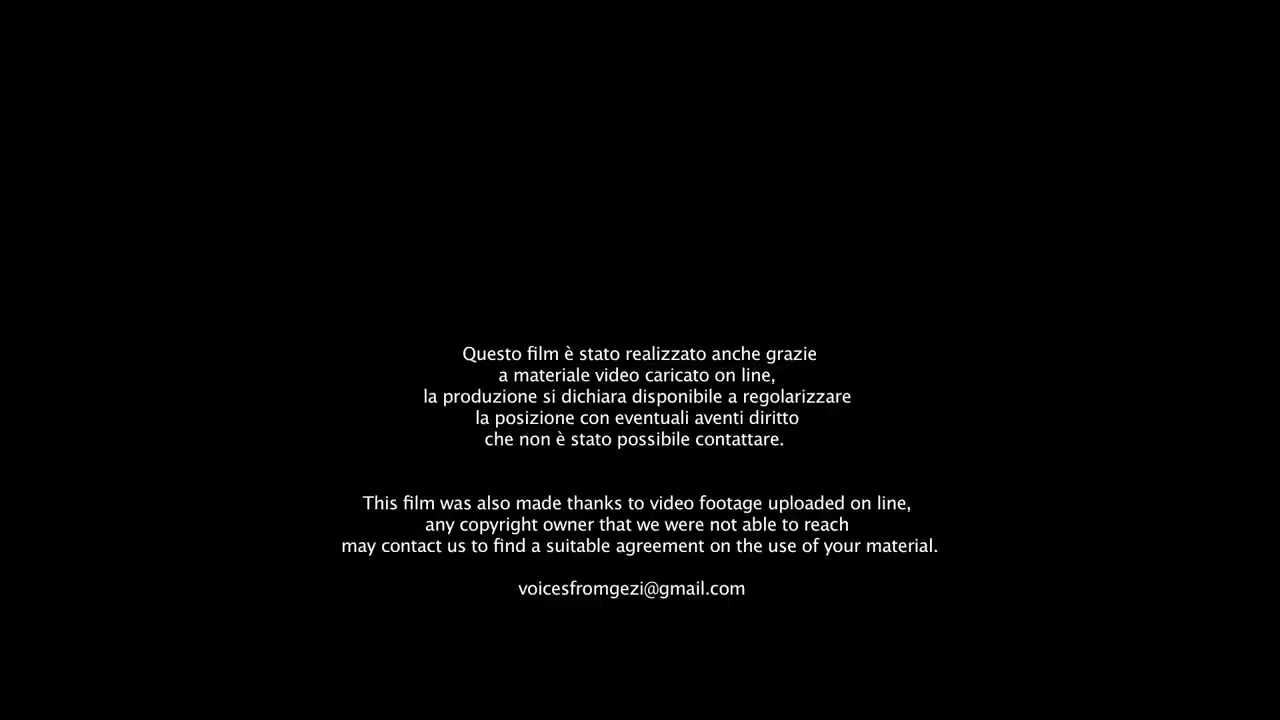 Questo film è stato realizzato anche grazie
a materiale video caricato on line,
la produzione si dichiara disponibile a regolarizzare
la posizione con eventuali aventi diritto
che non è stato possibile contattare.
This film was also made thanks to video footage uploaded on line,
any copyright owner that we were not able to reach
may contact us to find a suitable agreement on the use of your material.
voicesfromgezi@gmail.com